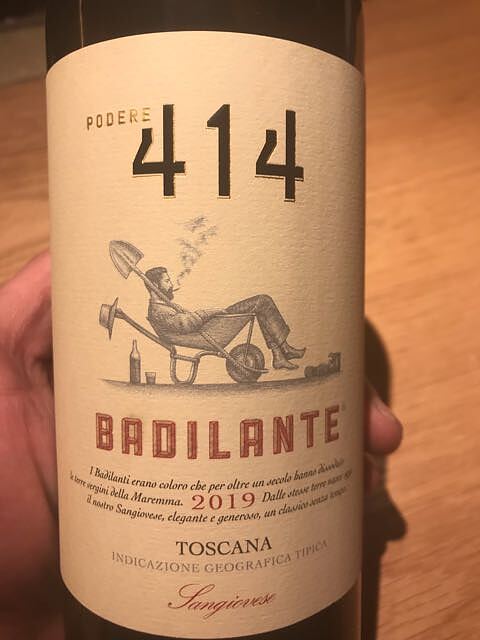 PODERE
414
BADILANTE
I Badilanti erano coloro che per oltre un secolo hanno dissodato
le terre vergini della Maremma. 2019 Dalle stesse terre nasce oggi
il nostro Sangiovese, elegante e generoso, un classico senza tempo.
TOSCANA
INDICAZIONE GEOGRAFICA TIPICA
Sangiovese